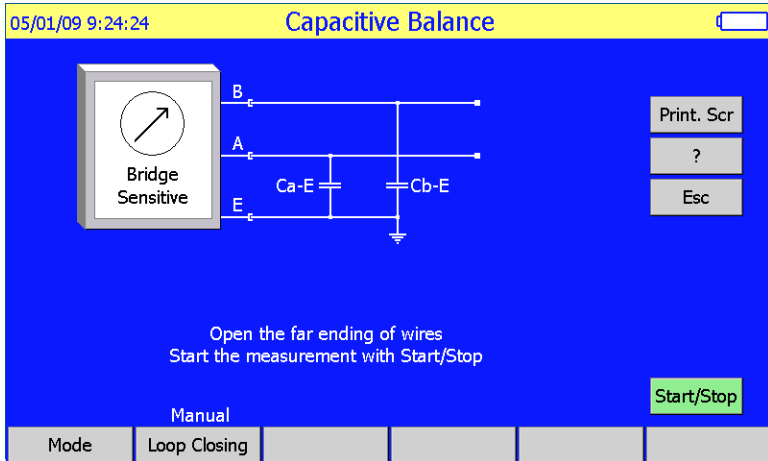 05/01/09 9:24:24 Capacitive Balance
B
A
E
Bridge
Sensitive
Ca-E
Cb-E
Print. Scr
?
Esc
Open the far ending of wires
Start the measurement with Start/Stop
Start/Stop
Manual
Mode
Loop Closing